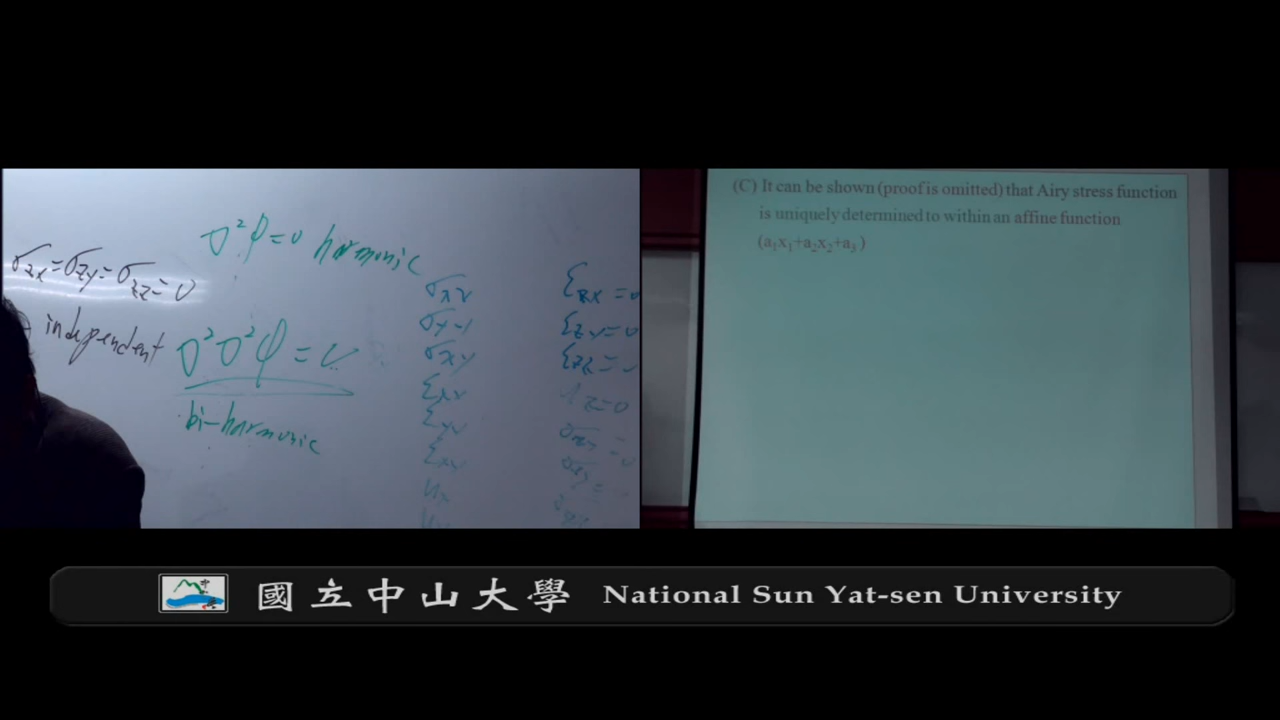 ∇²φ=0 harmonic
σzx=σzy=σzz=0
independent
∇²∇²φ=0
bi-harmonic
σxx
σyy
σxy
εxx
εyy
εxy
ux
εzx=0
εzy=0
εzz=
(C) It can be shown (proof is omitted) that Airy stress function
is uniquely determined to within an affine function
(a₁x₁+a₂x₂+a₃)
國立中山大學 National Sun Yat-sen University